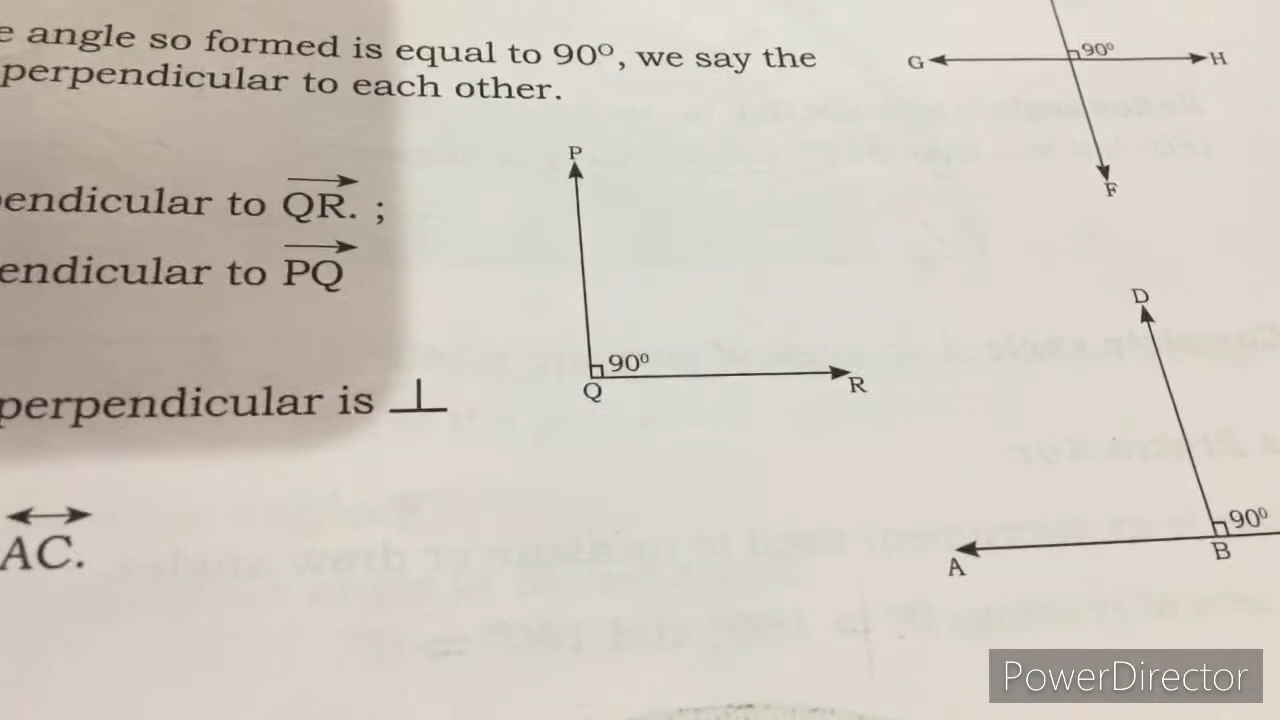 e angle so formed is equal to 90°, we say the
perpendicular to each other.
G
90°
H
F
P
endicular to QR. ;
endicular to PQ
90°
Q
R
D
perpendicular is ⊥
90°
A
B
AC.
PowerDirector